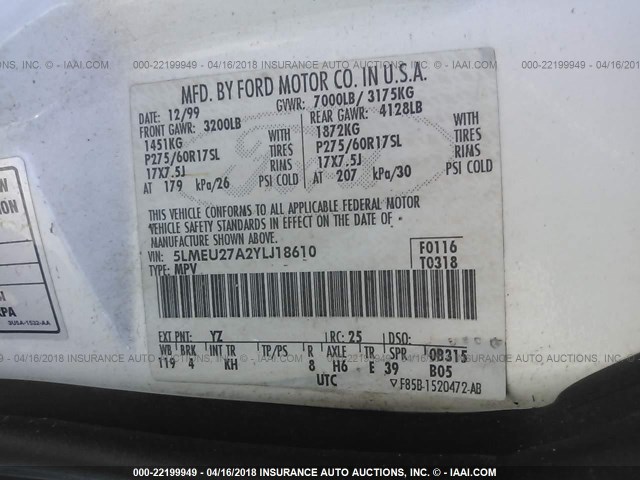 000-22199949 - 04/16/2018 INSURANCE AUTO AUCTIONS, INC. - © IAAI.COM
MFD. BY FORD MOTOR CO. IN U.S.A.
DATE: 12/99 GVWR: 7000LB/ 3175KG
FRONT GAWR: 3200LB REAR GAWR: 4128LB
1451KG WITH 1872KG WITH
P275/60R17SL TIRES P275/60R17SL TIRES
17X7.5J RIMS 17X7.5J RIMS
AT 179 kPa/26 PSI COLD AT 207 kPa/30 PSI COLD
THIS VEHICLE CONFORMS TO ALL APPLICABLE FEDERAL MOTOR
VEHICLE SAFETY STANDARDS IN EFFECT ON THE DATE OF
MANUFACTURE SHOWN ABOVE.
VIN: 5LMEU27A2YLJ18610 F0116
TYPE: MPV T0318
EXT PNT: YZ RC: 25 DSO:
WB BRK INT TR TP/PS R AXLE TR SPR 0B315
119 4 KH 8 H6 E 39 B05
UTC F85B-1520472-AB
ION
KPA
3U5A-1532-AA
000-22199949 - 04/16/2018 INSURANCE AUTO AUCTIONS, INC. - © IAAI.COM